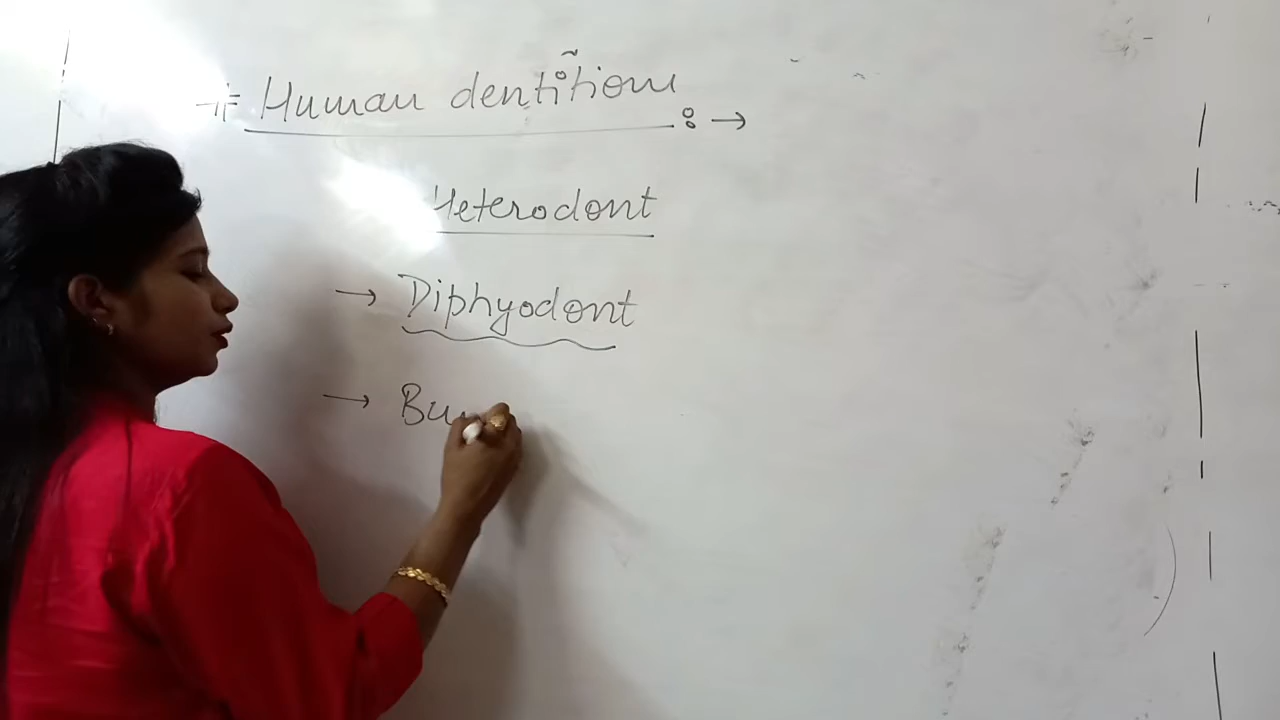 Human dentition :→
Heterodont
→ Diphyodont
→ Bu